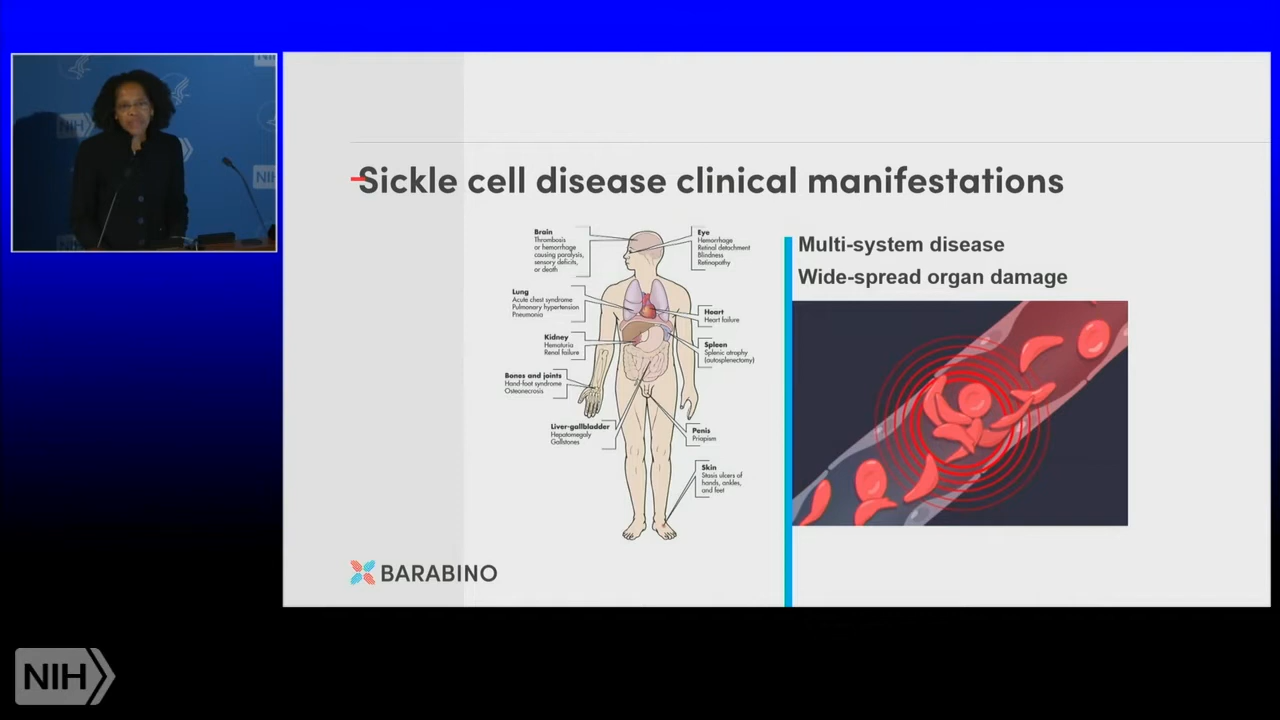 NIH
NIH
NIH
Sickle cell disease clinical manifestations
Brain
Thrombosis
or hemorrhage
causing paralysis,
sensory deficits,
or death
Eye
Hemorrhage
Retinal detachment
Blindness
Retinopathy
Lung
Acute chest syndrome
Pulmonary hypertension
Pneumonia
Heart
Heart failure
Kidney
Hematuria
Renal failure
Spleen
Splenic atrophy
(autosplenectomy)
Bones and joints
Hand-foot syndrome
Osteonecrosis
Liver-gallbladder
Hepatomegaly
Gallstones
Penis
Priapism
Skin
Stasis ulcers of
hands, ankles,
and feet
Multi-system disease
Wide-spread organ damage
BARABINO
NIH